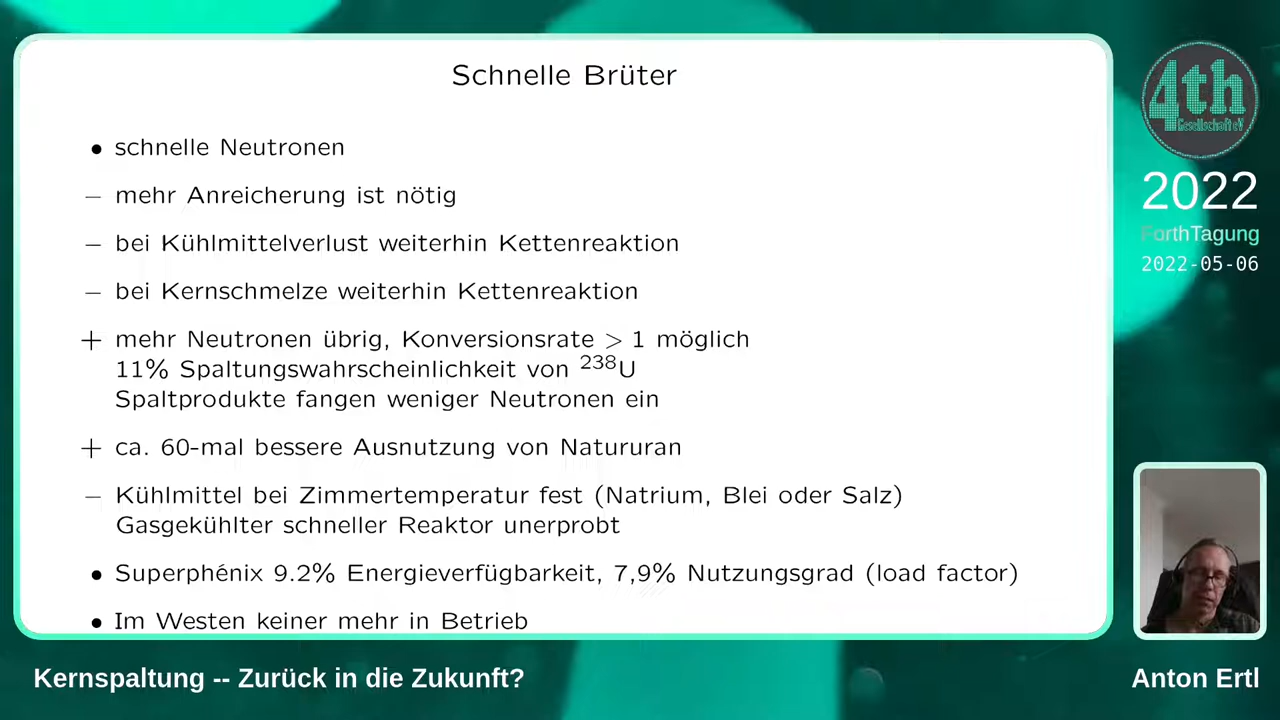 Schnelle Brüter
• schnelle Neutronen
– mehr Anreicherung ist nötig
– bei Kühlmittelverlust weiterhin Kettenreaktion
– bei Kernschmelze weiterhin Kettenreaktion
+ mehr Neutronen übrig, Konversionsrate > 1 möglich
11% Spaltungswahrscheinlichkeit von ²³⁸U
Spaltprodukte fangen weniger Neutronen ein
+ ca. 60-mal bessere Ausnutzung von Natururan
– Kühlmittel bei Zimmertemperatur fest (Natrium, Blei oder Salz)
Gasgekühlter schneller Reaktor unerprobt
• Superphénix 9.2% Energieverfügbarkeit, 7,9% Nutzungsgrad (load factor)
• Im Westen keiner mehr in Betrieb
4th
Gesellschaft eV
2022
ForthTagung
2022-05-06
Kernspaltung -- Zurück in die Zukunft?
Anton Ertl